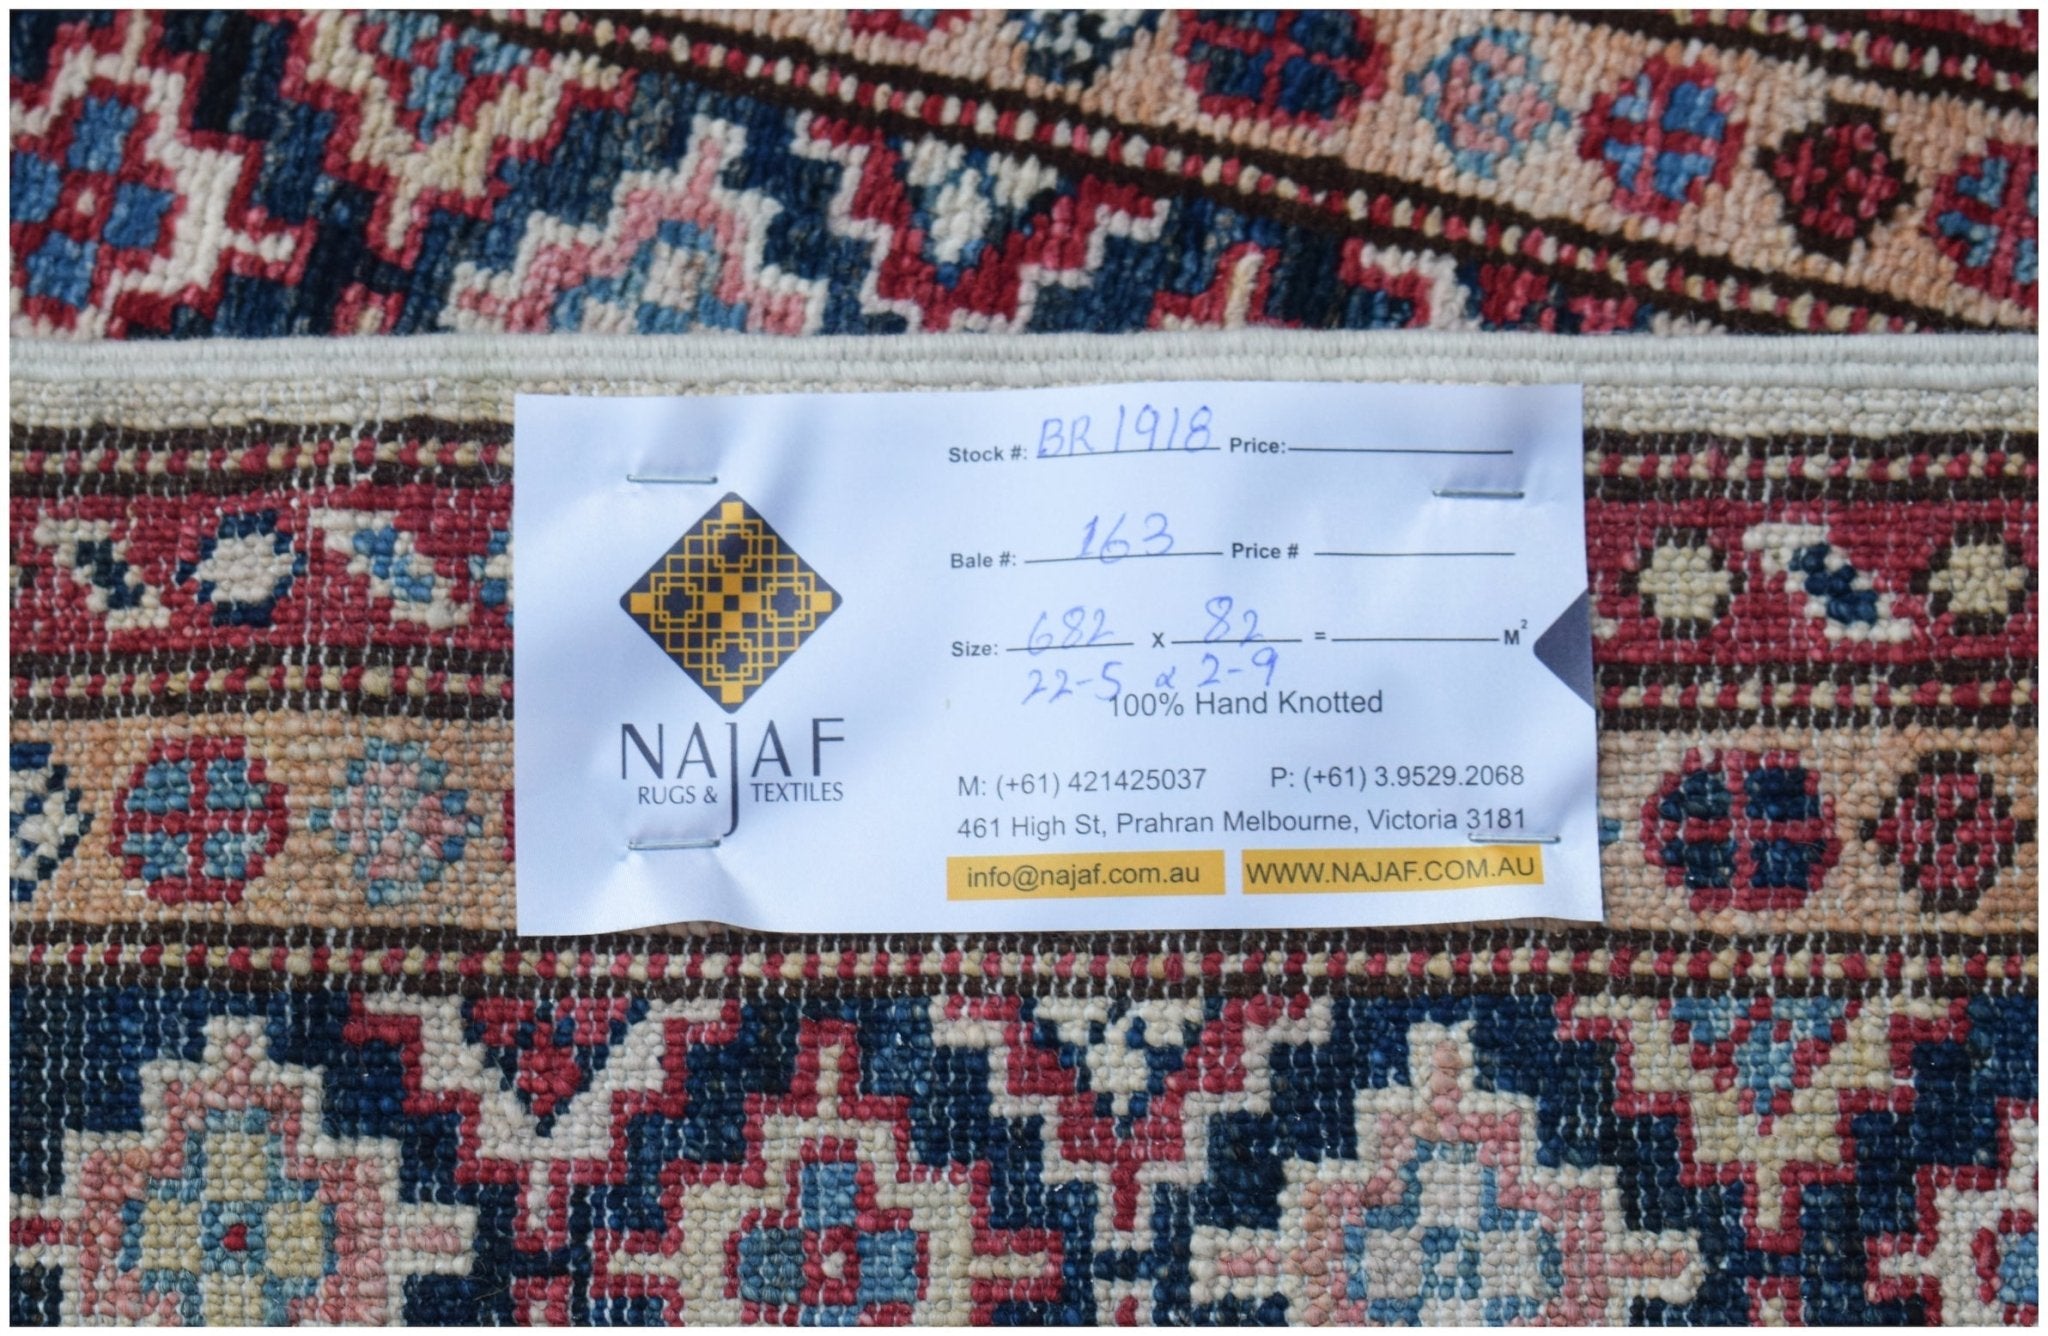 Stock #: BR1918 Price:
Bale #: 163 Price #
Size: 682 X 82 = M²
22-5 x 2-9
100% Hand Knotted
NAJAF
RUGS & TEXTILES
M: (+61) 421425037 P: (+61) 3.9529.2068
461 High St, Prahran Melbourne, Victoria 3181
info@najaf.com.au WWW.NAJAF.COM.AU